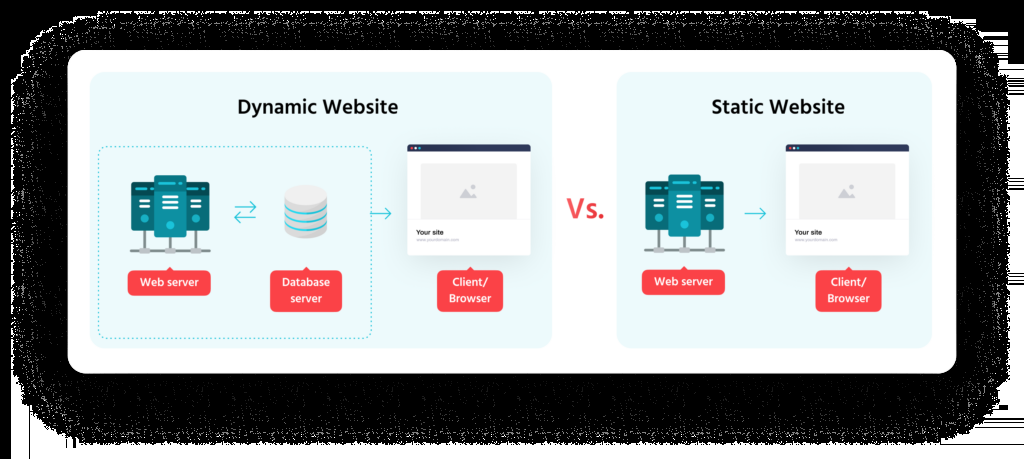 Dynamic Website
Web server
Database
server
Your site
www.yourdomain.com
Client/
Browser
Vs.
Static Website
Web server
Your site
www.yourdomain.com
Client/
Browser